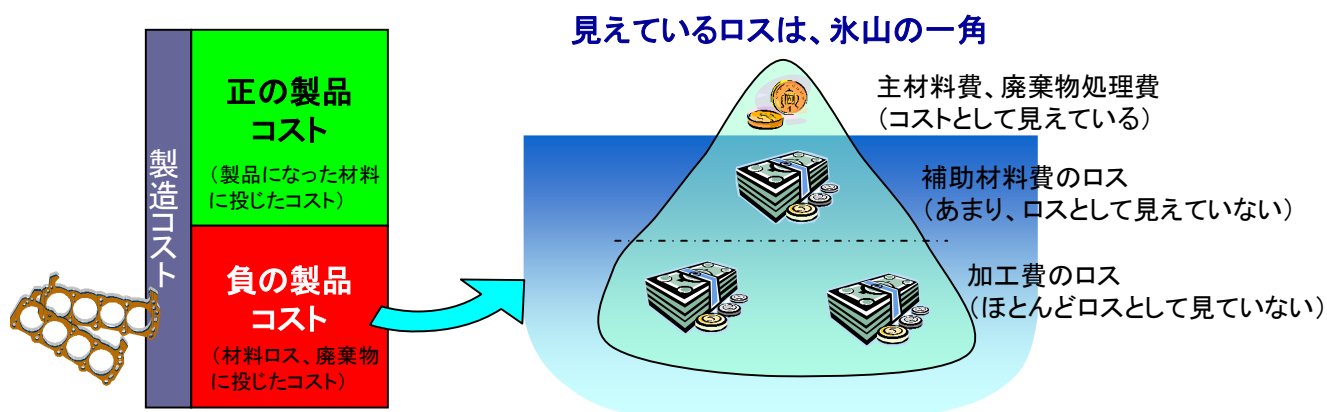 見えているロスは、氷山の一角
製造コスト
正の製品
コスト
（製品になった材料
に投じたコスト）
負の製品
コスト
（材料ロス、廃棄物
に投じたコスト）
主材料費、廃棄物処理費
（コストとして見えている）
補助材料費のロス
（あまり、ロスとして見えていない）
加工費のロス
（ほとんどロスとして見ていない）